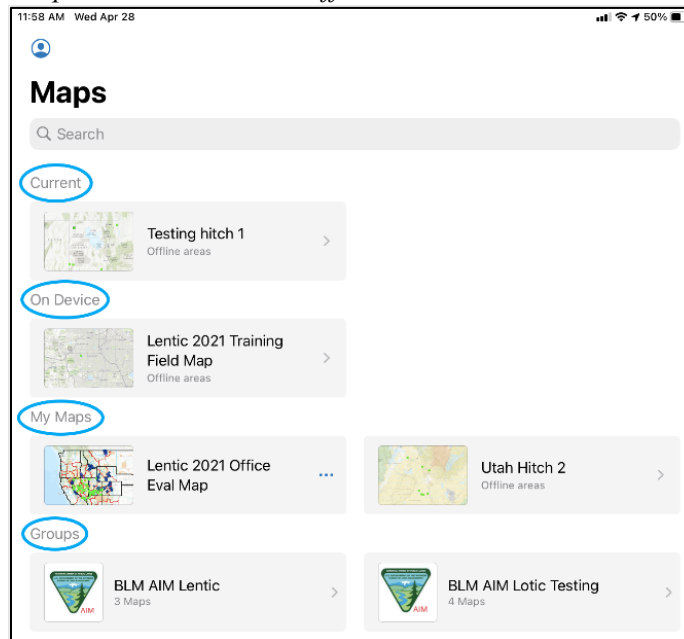 11:58 AM Wed Apr 28
50%
Maps
Search
Current
Testing hitch 1
Offline areas
On Device
Lentic 2021 Training
Field Map
Offline areas
My Maps
Lentic 2021 Office
Eval Map
Utah Hitch 2
Offline areas
Groups
BLM AIM Lentic
3 Maps
AIM
BLM AIM Lotic Testing
4 Maps
AIM